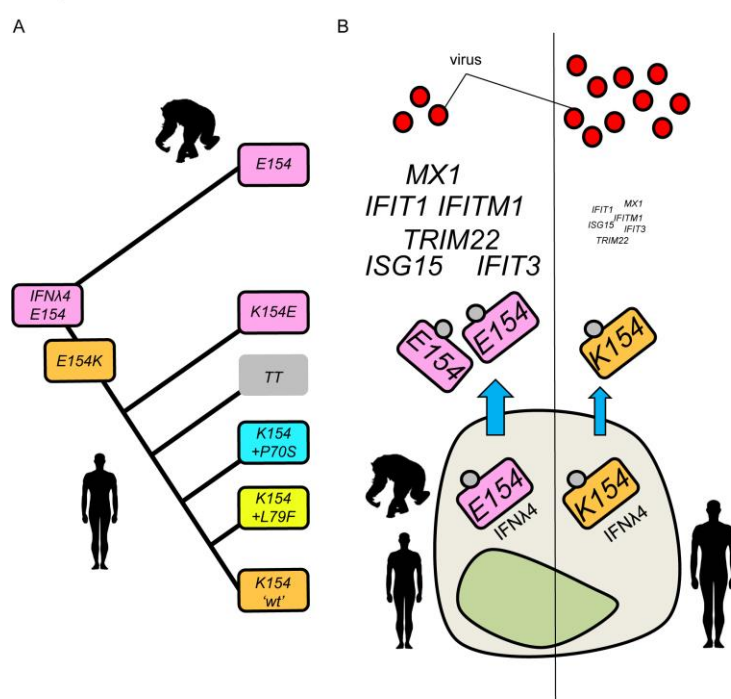 A
E154
IFNλ4
E154
E154K
K154E
TT
K154
+P70S
K154
+L79F
K154
‘wt’
B
virus
MX1
IFIT1 IFITM1
TRIM22
ISG15 IFIT3
E154
E154
E154
IFNλ4
MX1
IFIT1
IFITM1
ISG15
IFIT3
TRIM22
K154
K154
IFNλ4